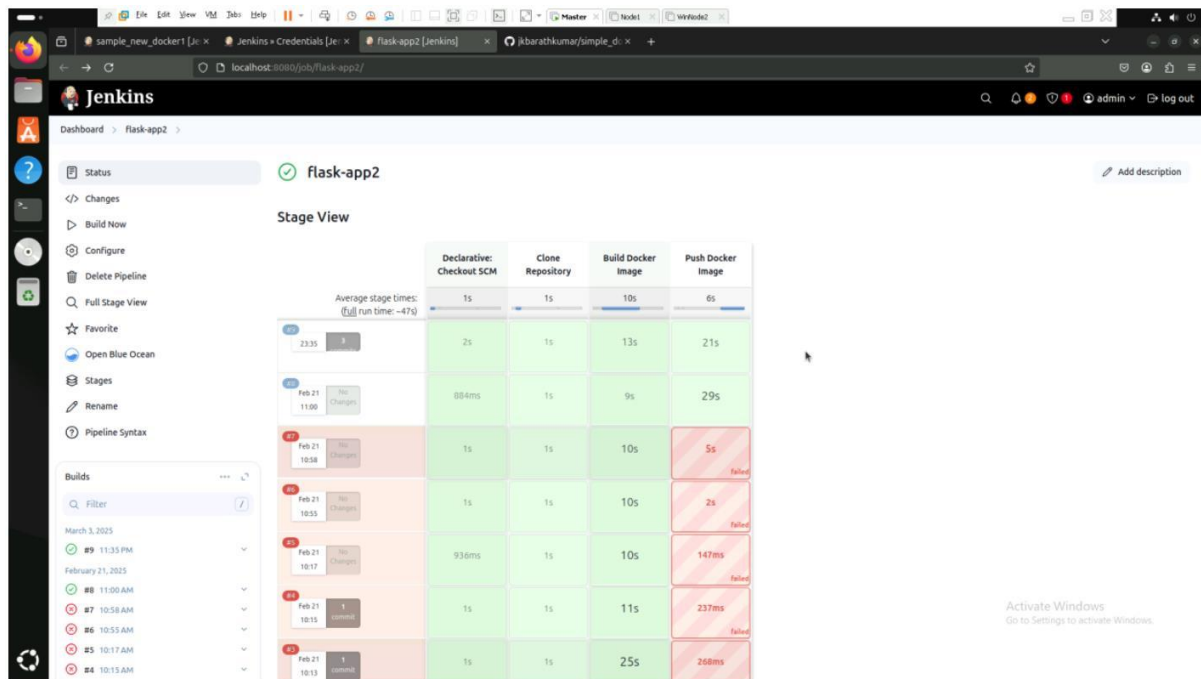 File Edit View VM Tabs Help
Master
Node1
WinNode2
sample_new_docker1 [Je
Jenkins » Credentials [Je
flask-app2 [Jenkins]
jkbarathkumar/simple_do
localhost:8080/job/flask-app2/
Jenkins
2
1
admin
log out
Dashboard > flask-app2 >
Status
Changes
Build Now
Configure
Delete Pipeline
Full Stage View
Favorite
Open Blue Ocean
Stages
Rename
Pipeline Syntax
Builds
Filter
/
March 3, 2025
#9 11:35 PM
February 21, 2025
#8 11:00 AM
#7 10:58 AM
#6 10:55 AM
#5 10:17 AM
#4 10:15 AM
flask-app2
Add description
Stage View
Declarative: Checkout SCM
Clone Repository
Build Docker Image
Push Docker Image
Average stage times:
(full run time: ~47s)
1s 1s 10s 6s
#9
23:35
3
2s 1s 13s 21s
#8
Feb 21
11:00
No Changes
884ms 1s 9s 29s
#7
Feb 21
10:58
No Changes
1s 1s 10s 5s
failed
#6
Feb 21
10:55
No Changes
1s 1s 10s 2s
failed
#5
Feb 21
10:17
No Changes
936ms 1s 10s 147ms
failed
#4
Feb 21
10:15
1 commit
1s 1s 11s 237ms
failed
#3
Feb 21
10:13
1 commit
1s 1s 25s 268ms
Activate Windows
Go to Settings to activate Windows.